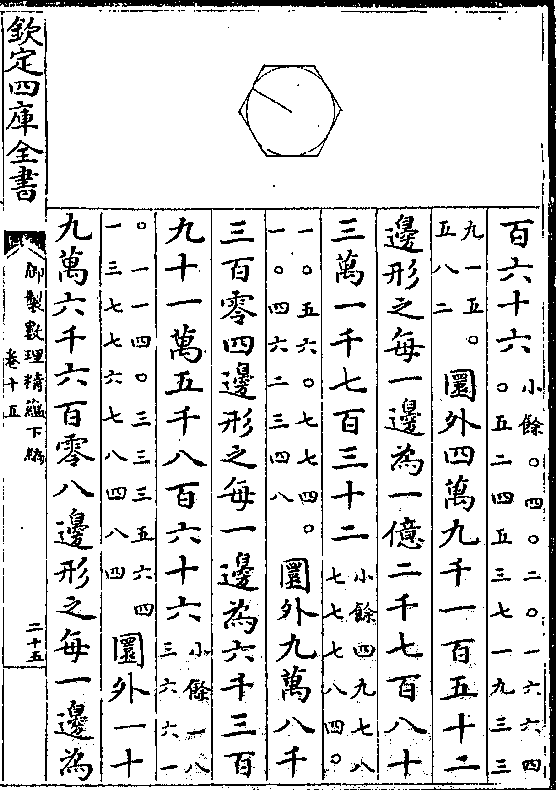 百六十六小餘〇四〇二〇一六六四
〇五二四五三七一九三三
九一五〇
五八二
圜外四萬九千一百五十二
邊形之每一邊為一億二千七百八十
三萬一千七百三十二小餘四九七八
七七七八四〇
一〇五六〇七七四〇
一〇四六二三四八
圜外九萬八千
三百零四邊形之每一邊為六千三百
九十一萬五千八百六十六小餘一八
三六六一
〇一一四〇三三三五六四
一三七七六七八四八四
圜外一十
九萬六千六百零八邊形之每一邊為
欽定四庫全書
御製數理精蘊下編
卷十五
二十五